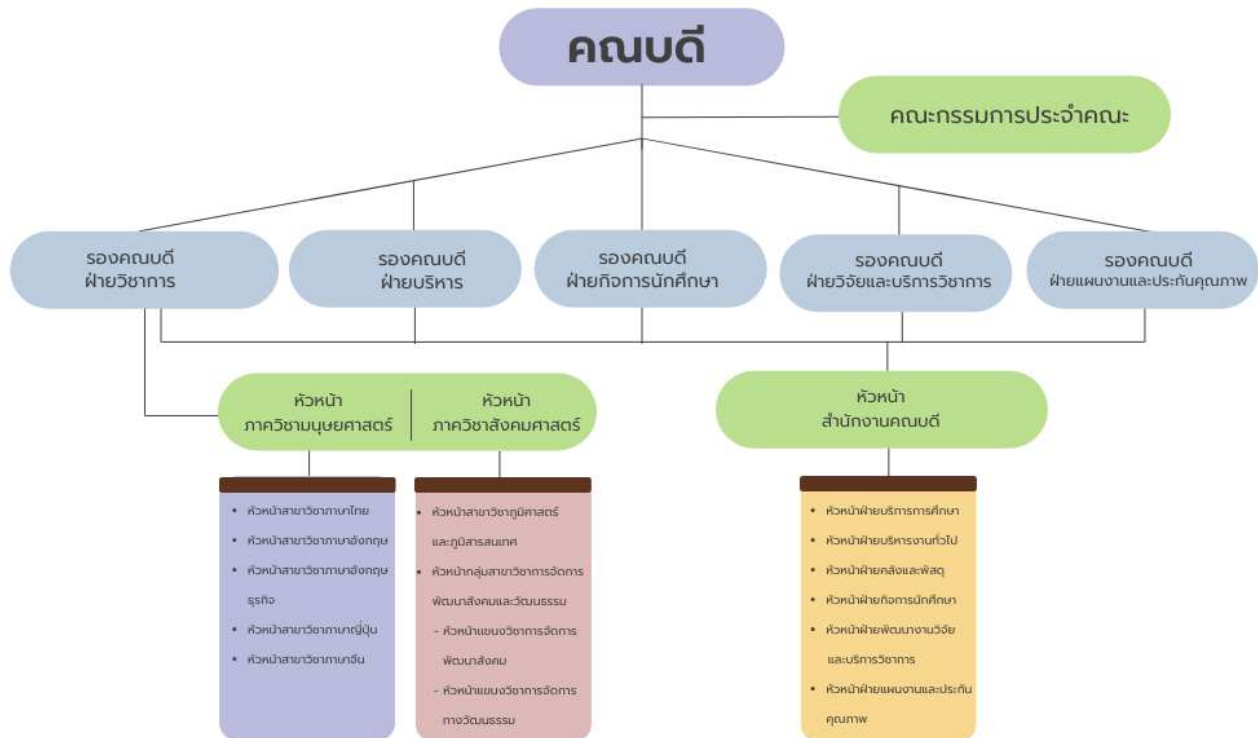 คณบดี
คณะกรรมการประจำคณะ
รองคณบดี
ฝ่ายวิชาการ
รองคณบดี
ฝ่ายบริหาร
รองคณบดี
ฝ่ายกิจการนักศึกษา
รองคณบดี
ฝ่ายวิจัยและบริการวิชาการ
รองคณบดี
ฝ่ายแผนงานและประกันคุณภาพ
หัวหน้า
ภาควิชามนุษยศาสตร์
หัวหน้า
ภาควิชาสังคมศาสตร์
หัวหน้า
สำนักงานคณบดี
• หัวหน้าสาขาวิชาภาษาไทย
• หัวหน้าสาขาวิชาภาษาอังกฤษ
• หัวหน้าสาขาวิชาภาษาอังกฤษ
ธุรกิจ
• หัวหน้าสาขาวิชาภาษาญี่ปุ่น
• หัวหน้าสาขาวิชาภาษาจีน
• หัวหน้าสาขาวิชาภูมิศาสตร์
และภูมิสารสนเทศ
• หัวหน้ากลุ่มสาขาวิชาการจัดการ
พัฒนาสังคมและวัฒนธรรม
- หัวหน้าแขนงวิชาการจัดการ
พัฒนาสังคม
- หัวหน้าแขนงวิชาการจัดการ
ทางวัฒนธรรม
• หัวหน้าฝ่ายบริการการศึกษา
• หัวหน้าฝ่ายบริหารงานทั่วไป
• หัวหน้าฝ่ายคลังและพัสดุ
• หัวหน้าฝ่ายกิจการนักศึกษา
• หัวหน้าฝ่ายพัฒนางานวิจัย
และบริการวิชาการ
• หัวหน้าฝ่ายแผนงานและประกัน
คุณภาพ